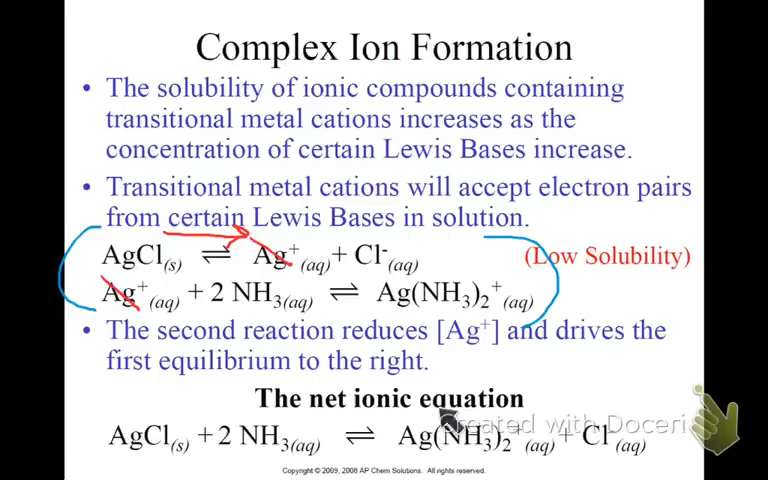 Complex Ion Formation
• The solubility of ionic compounds containing
transitional metal cations increases as the
concentration of certain Lewis Bases increase.
• Transitional metal cations will accept electron pairs
from certain Lewis Bases in solution.
AgCl(s) ⇌ Ag⁺(aq) + Cl⁻(aq) (Low Solubility)
Ag⁺(aq) + 2 NH₃(aq) ⇌ Ag(NH₃)₂⁺(aq)
• The second reaction reduces [Ag⁺] and drives the
first equilibrium to the right.
The net ionic equation
Created with Doceri
AgCl(s) + 2 NH₃(aq) ⇌ Ag(NH₃)₂⁺(aq) + Cl⁻(aq)
Copyright © 2009, 2008 AP Chem Solutions. All rights reserved.